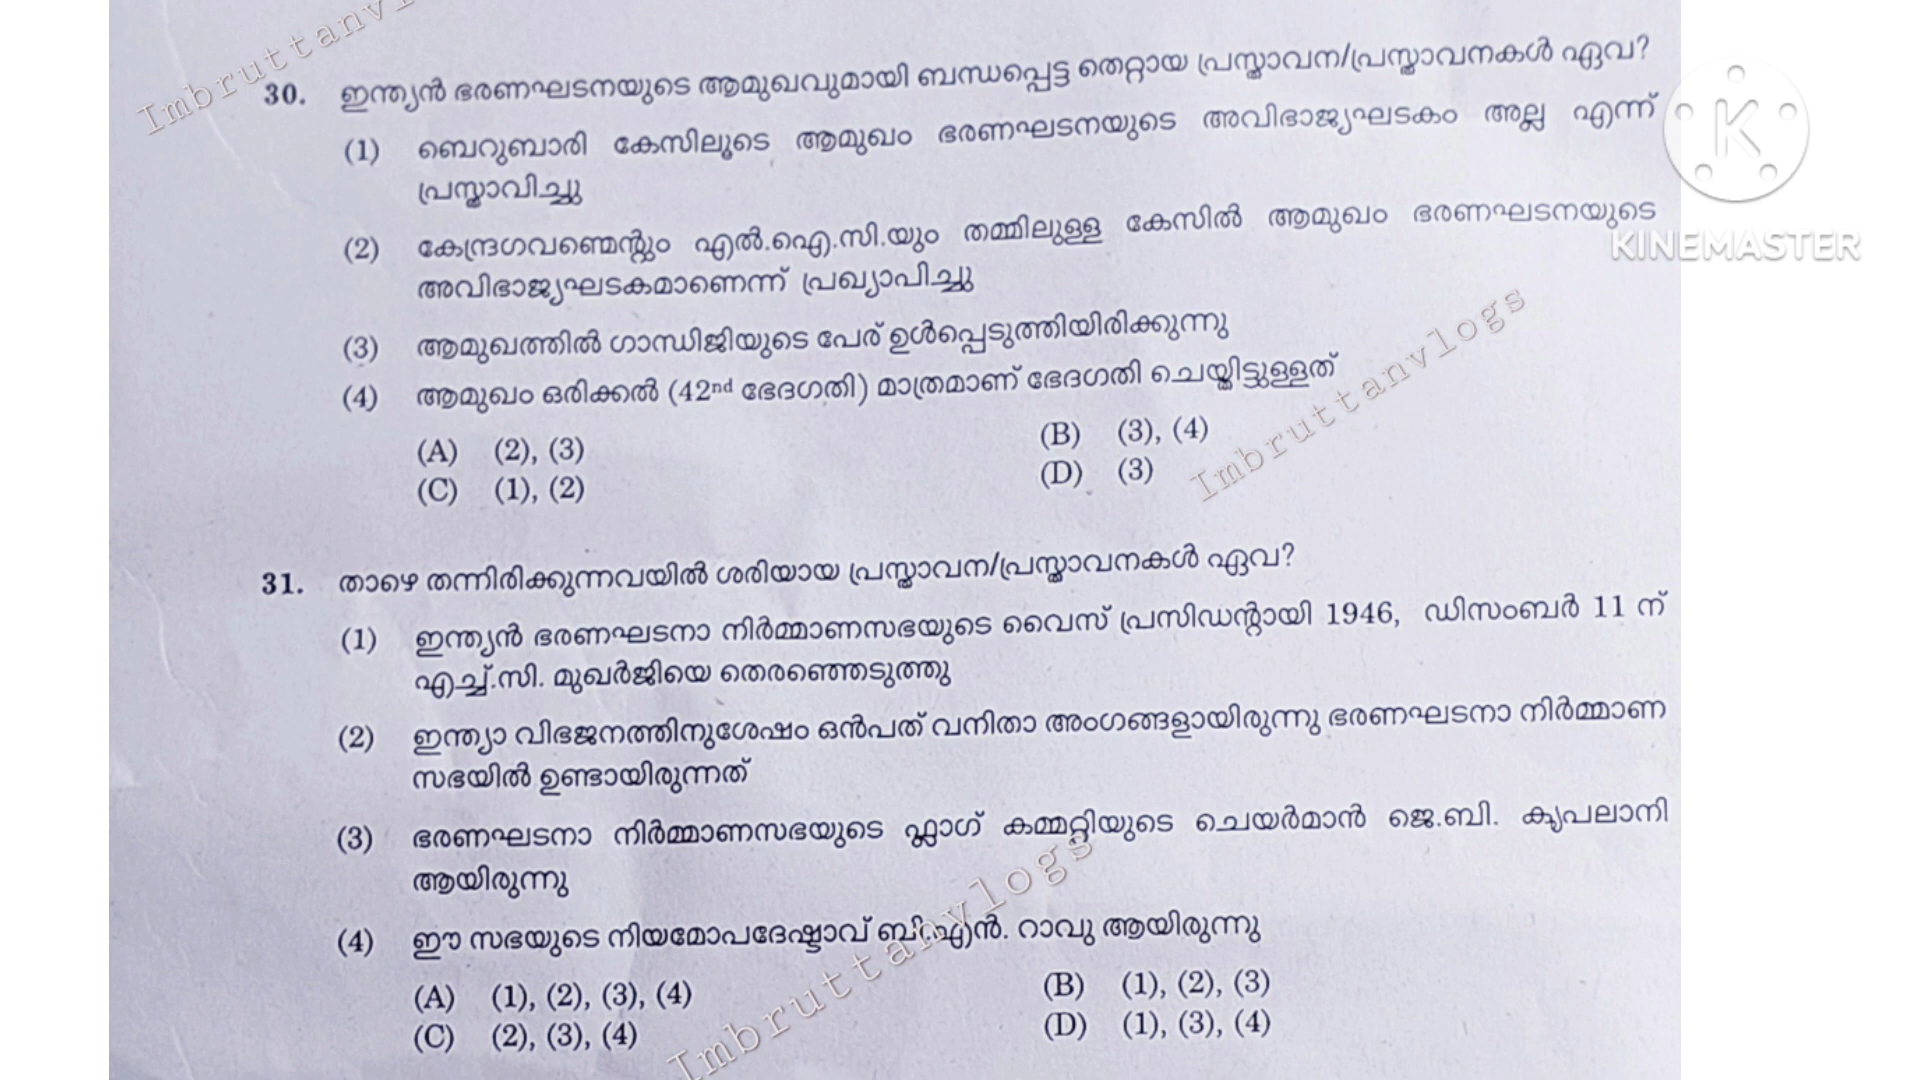 Imbruttanvlogs
30. ഇന്ത്യൻ ഭരണഘടനയുടെ ആമുഖവുമായി ബന്ധപ്പെട്ട തെറ്റായ പ്രസ്താവന/പ്രസ്താവനകൾ ഏവ?
(1) ബെറുബാരി കേസിലൂടെ ആമുഖം ഭരണഘടനയുടെ അവിഭാജ്യഘടകം അല്ല എന്ന്
പ്രസ്താവിച്ചു
(2) കേന്ദ്രഗവണ്മെന്റും എൽ.ഐ.സി.യും തമ്മിലുള്ള കേസിൽ ആമുഖം ഭരണഘടനയുടെ
അവിഭാജ്യഘടകമാണെന്ന് പ്രഖ്യാപിച്ചു
(3) ആമുഖത്തിൽ ഗാന്ധിജിയുടെ പേര് ഉൾപ്പെടുത്തിയിരിക്കുന്നു
(4) ആമുഖം ഒരിക്കൽ (42nd ഭേദഗതി) മാത്രമാണ് ഭേദഗതി ചെയ്തിട്ടുള്ളത്
(A) (2), (3) (B) (3), (4)
(C) (1), (2) (D) (3)
KINEMASTER
Imbruttanvlogs
31. താഴെ തന്നിരിക്കുന്നവയിൽ ശരിയായ പ്രസ്താവന/പ്രസ്താവനകൾ ഏവ?
(1) ഇന്ത്യൻ ഭരണഘടനാ നിർമ്മാണസഭയുടെ വൈസ് പ്രസിഡന്റായി 1946, ഡിസംബർ 11 ന്
എച്ച്.സി. മുഖർജിയെ തെരഞ്ഞെടുത്തു
(2) ഇന്ത്യാ വിഭജനത്തിനുശേഷം ഒൻപത് വനിതാ അംഗങ്ങളായിരുന്നു ഭരണഘടനാ നിർമ്മാണ
സഭയിൽ ഉണ്ടായിരുന്നത്
(3) ഭരണഘടനാ നിർമ്മാണസഭയുടെ ഫ്ലാഗ് കമ്മറ്റിയുടെ ചെയർമാൻ ജെ.ബി. കൃപലാനി
ആയിരുന്നു
(4) ഈ സഭയുടെ നിയമോപദേഷ്ടാവ് ബി.എൻ. റാവു ആയിരുന്നു
(A) (1), (2), (3), (4) (B) (1), (2), (3)
(C) (2), (3), (4) (D) (1), (3), (4)
Imbruttanvlogs